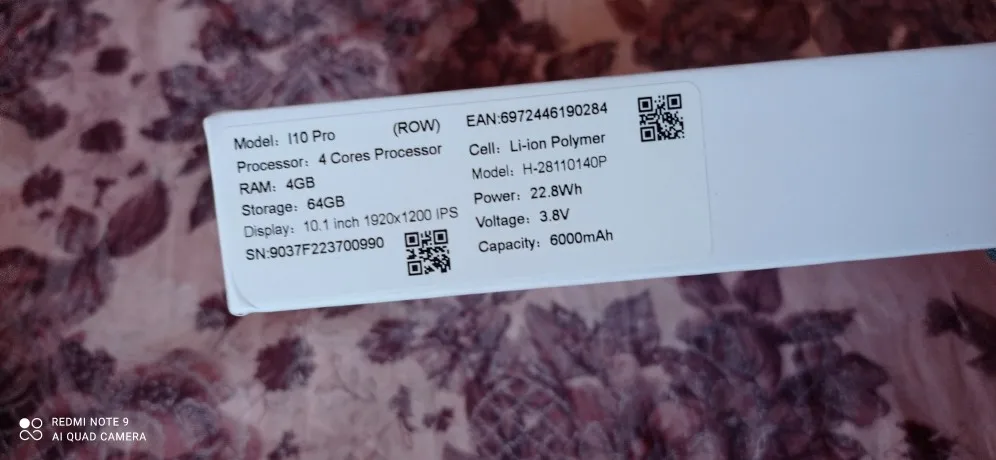 Model: I10 Pro (ROW)
Processor: 4 Cores Processor
RAM: 4GB
Storage: 64GB
Display: 10.1 inch 1920x1200 IPS
SN:9037F223700990
EAN:6972446190284
Cell: Li-ion Polymer
Model: H-28110140P
Power: 22.8Wh
Voltage: 3.8V
Capacity: 6000mAh
REDMI NOTE 9
AI QUAD CAMERA